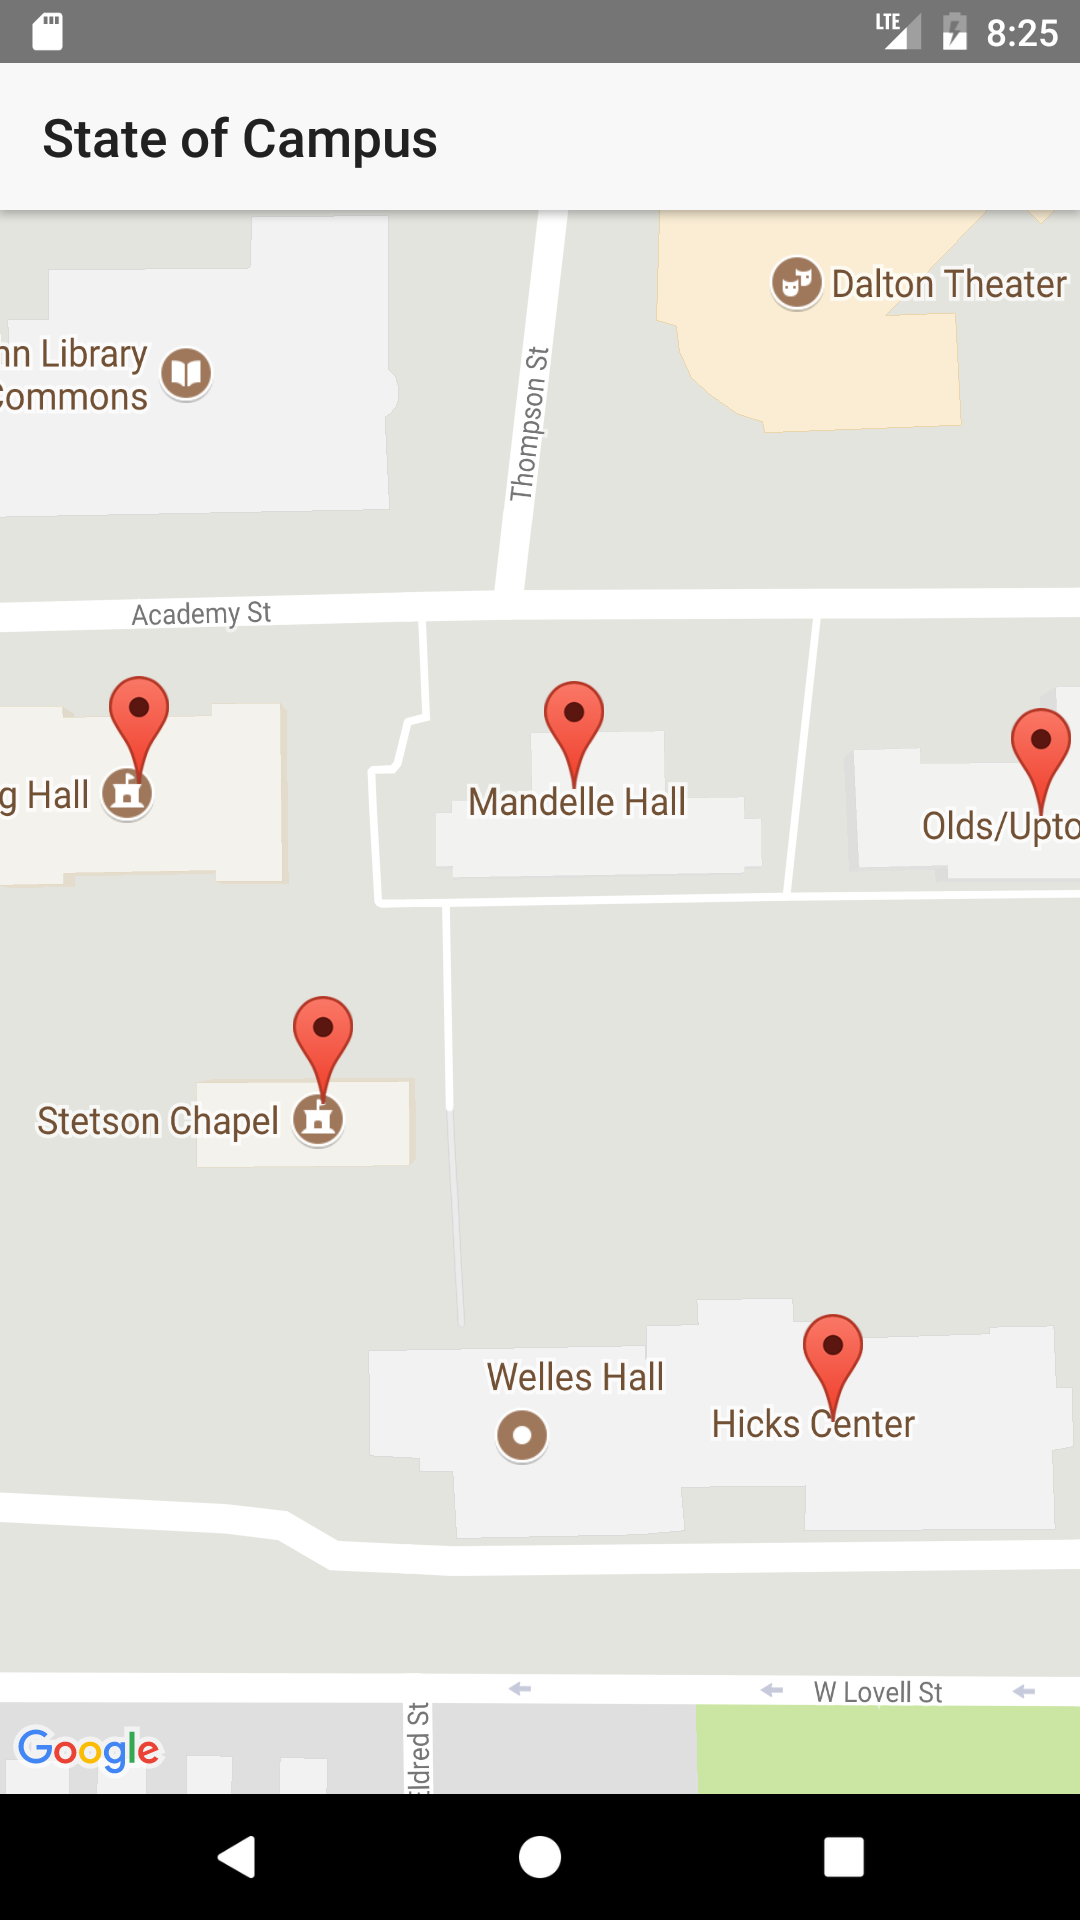 LTE 8:25
State of Campus
Dalton Theater
Library
Commons
Thompson St
Academy St
Hall
Mandelle Hall
Olds/Upto
Stetson Chapel
Welles Hall
Hicks Center
W Lovell St
Eldred St
Google